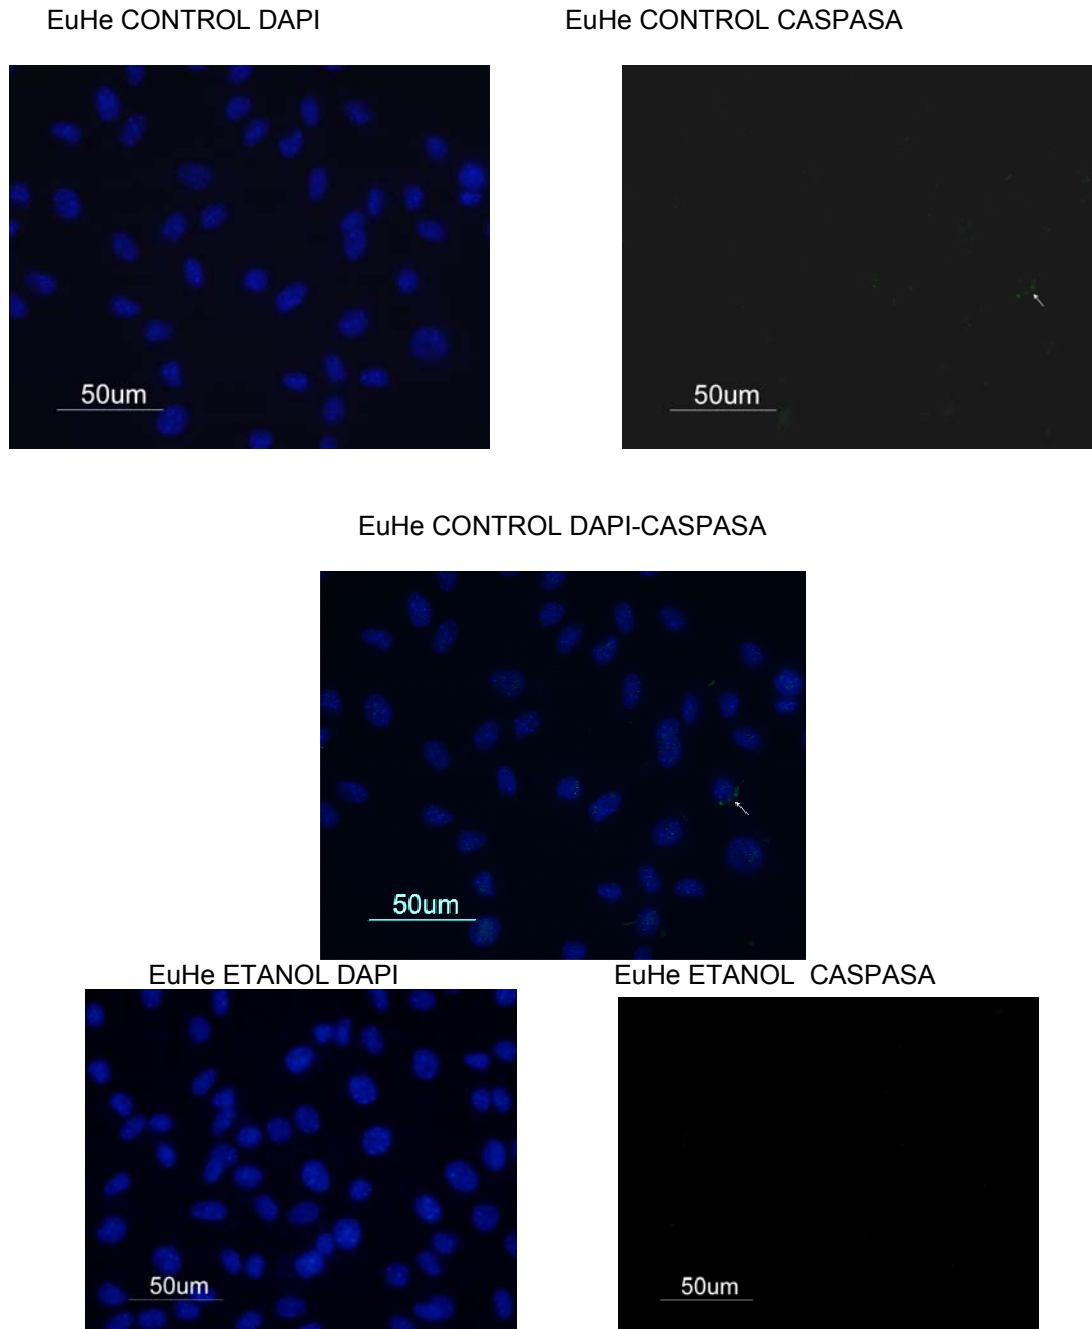 EuHe CONTROL DAPI
EuHe CONTROL CASPASA
50um
50um
EuHe CONTROL DAPI-CASPASA
50um
EuHe ETANOL DAPI
EuHe ETANOL  CASPASA
50um
50um